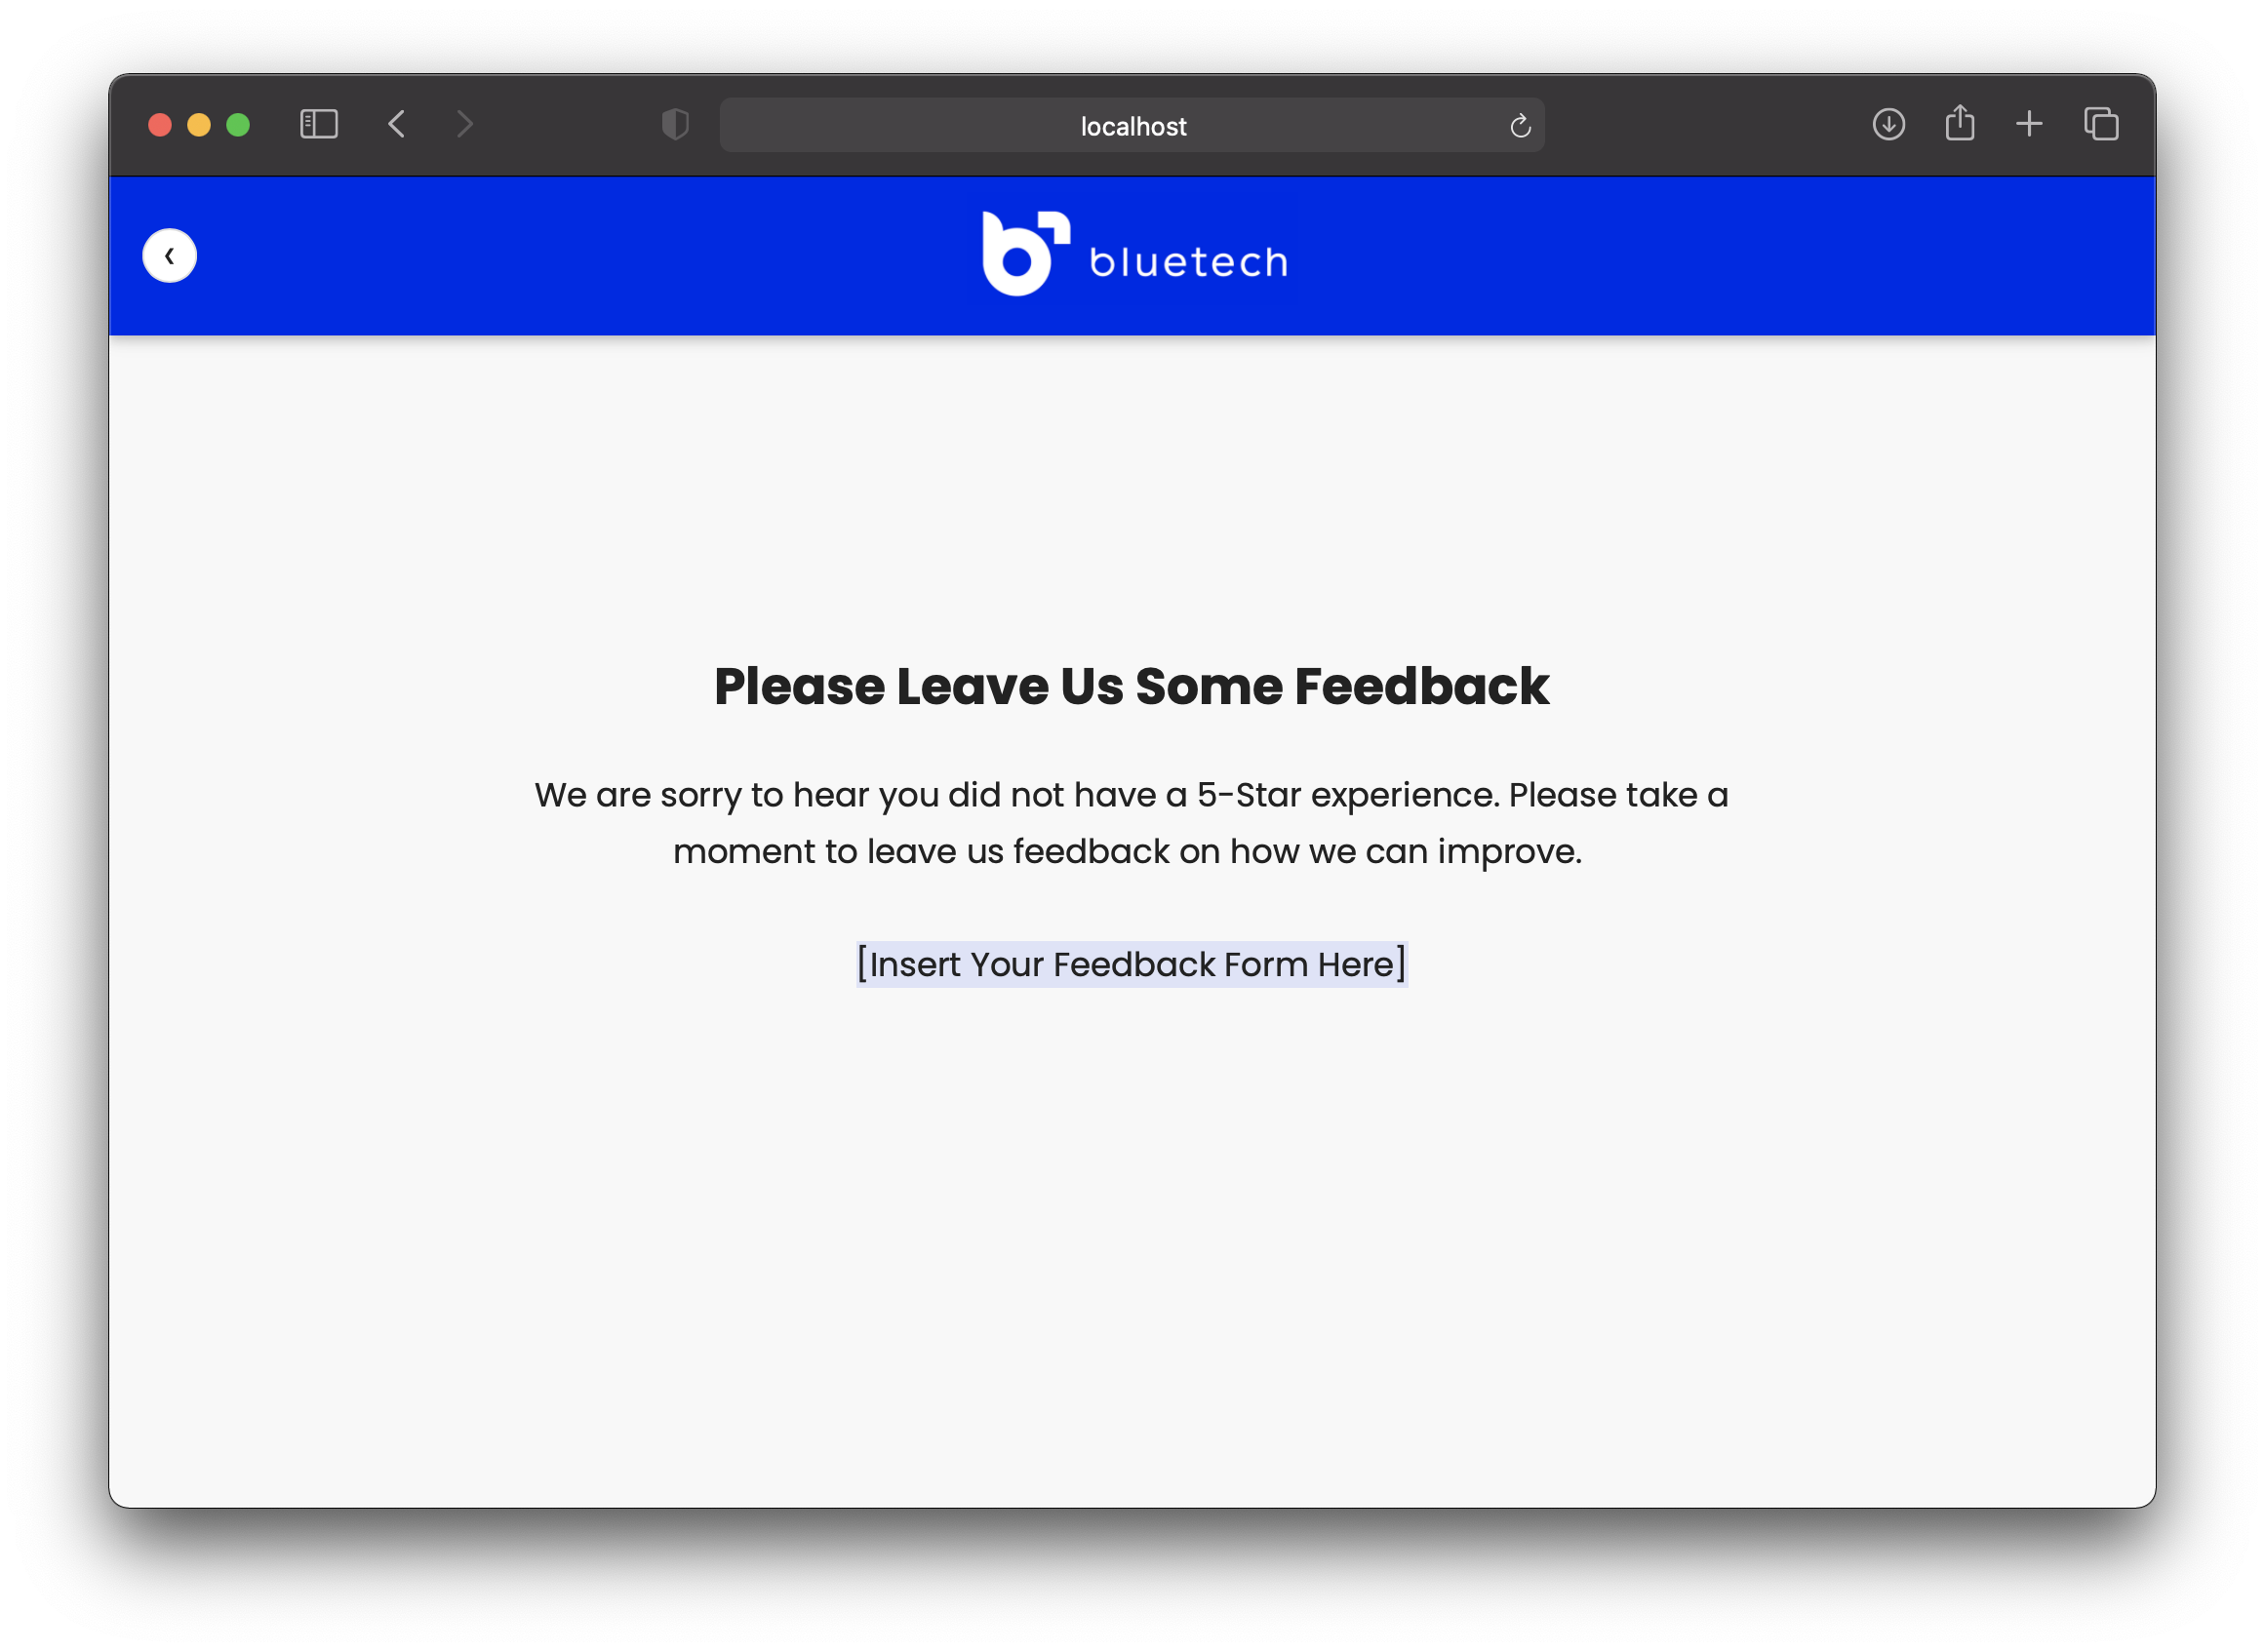 localhost
bluetech
Please Leave Us Some Feedback
We are sorry to hear you did not have a 5-Star experience. Please take a
moment to leave us feedback on how we can improve.
[Insert Your Feedback Form Here]